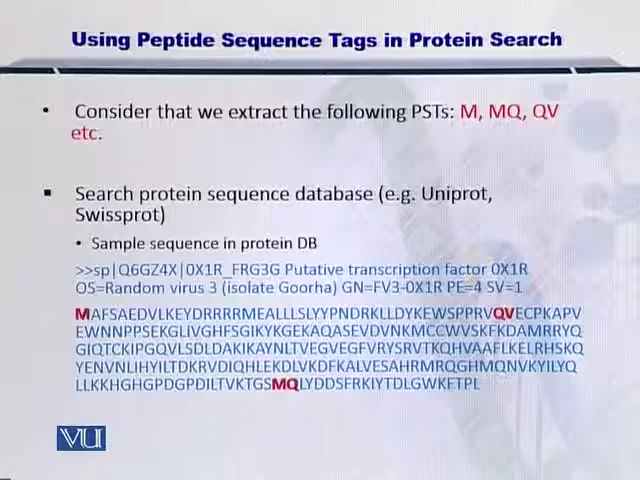 Using Peptide Sequence Tags in Protein Search
• Consider that we extract the following PSTs: M, MQ, QV
etc.
▪ Search protein sequence database (e.g. Uniprot,
Swissprot)
• Sample sequence in protein DB
>>sp|Q6GZ4X|0X1R_FRG3G Putative transcription factor 0X1R
OS=Random virus 3 (isolate Goorha) GN=FV3-0X1R PE=4 SV=1
MAFSAEDVLKEYDRRRRMEALLLSLYYPNDRKLLDYKEWSPPRVQVECPKAPV
EWNNPPSEKGLIVGHFSGIKYKGEKAQASEVDVNKMCCWVSKFKDAMRRYQ
GIQTCKIPGQVLSDLDAKIKAYNLTVEGVEGFVRYSRVTKQHVAAFLKELRHSKQ
YENVNLIHYILTDKRVDIQHLEKDLVKDFKALVESAHRMRQGHMQNVKYILYQ
LLKKHGHGPDGPDILTVKTGSMQLYDDSFRKIYTDLGWKFTPL
VU